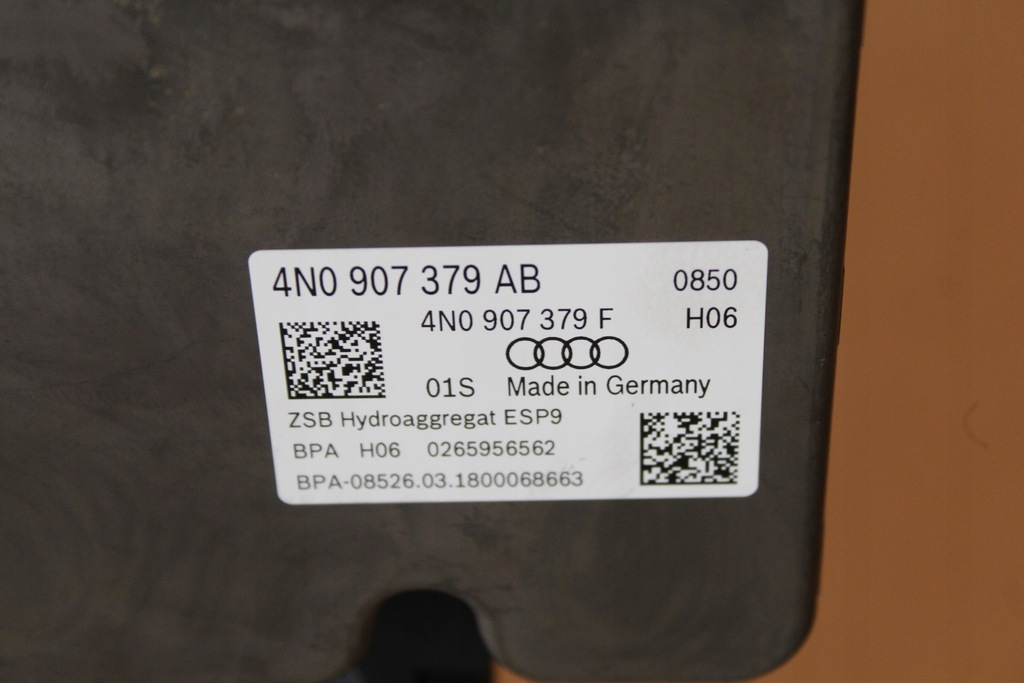 4N0 907 379 AB 0850
4N0 907 379 F H06
01S Made in Germany
ZSB Hydroaggregat ESP9
BPA H06 0265956562
BPA-08526.03.1800068663